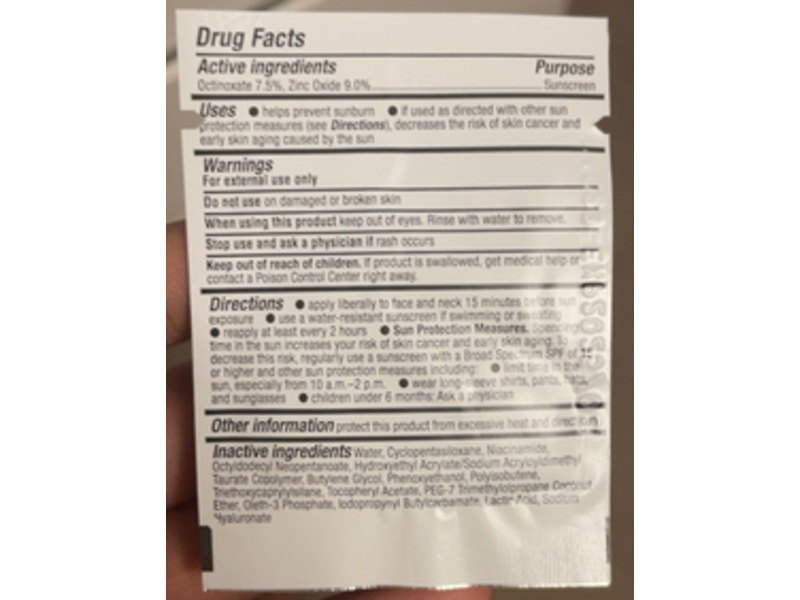 Drug Facts
Active ingredients Purpose
Octinoxate 7.5%, Zinc Oxide 9.0% Sunscreen
Uses ● helps prevent sunburn ● if used as directed with other sun
protection measures (see Directions), decreases the risk of skin cancer and
early skin aging caused by the sun
Warnings
For external use only
Do not use on damaged or broken skin
When using this product keep out of eyes. Rinse with water to remove.
Stop use and ask a physician if rash occurs
Keep out of reach of children. If product is swallowed, get medical help or
contact a Poison Control Center right away.
Directions ● apply liberally to face and neck 15 minutes before sun
exposure ● use a water-resistant sunscreen if swimming or sweating
● reapply at least every 2 hours ● Sun Protection Measures. Spending
time in the sun increases your risk of skin cancer and early skin aging. To
decrease this risk, regularly use a sunscreen with a Broad Spectrum SPF of 15
or higher and other sun protection measures including: ● limit time in the
sun, especially from 10 a.m.–2 p.m. ● wear long-sleeve shirts, pants, hats,
and sunglasses ● children under 6 months: Ask a physician
Other information protect this product from excessive heat and direct sun
Inactive ingredients Water, Cyclopentasiloxane, Niacinamide,
Octyldodecyl Neopentanoate, Hydroxyethyl Acrylate/Sodium Acryloyldimethyl
Taurate Copolymer, Butylene Glycol, Phenoxyethanol, Polyisobutene,
Triethoxycaprylylsilane, Tocopheryl Acetate, PEG-7 Trimethylolpropane Coconut
Ether, Oleth-3 Phosphate, Iodopropynyl Butylcarbamate, Lactic Acid, Sodium
Hyaluronate